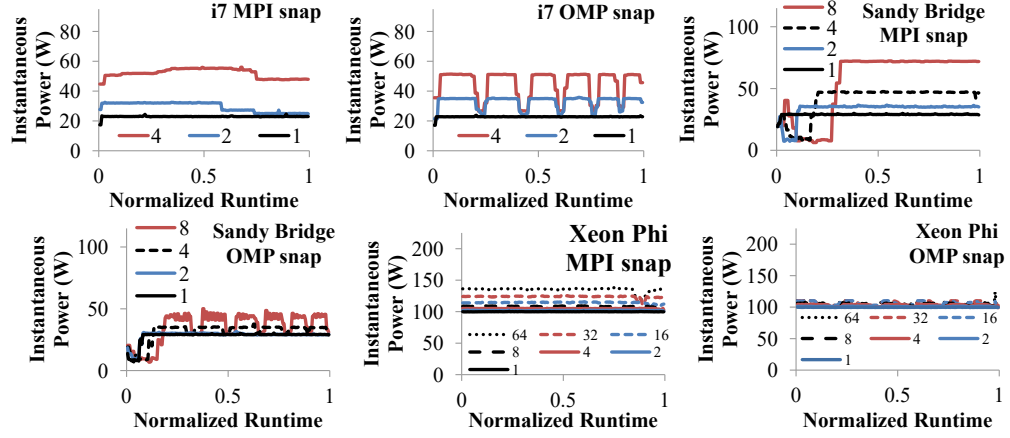 i7 MPI snap
Instantaneous
Power (W)
80
60
40
20
0
4 2 1
0 0.5 1
Normalized Runtime
i7 OMP snap
Instantaneous
Power (W)
80
60
40
20
0
4 2 1
0 0.5 1
Normalized Runtime
Sandy Bridge
MPI snap
Instantaneous
Power (W)
100
50
0
8
4
2
1
0 0.5 1
Normalized Runtime
Sandy Bridge
OMP snap
Instantaneous
Power (W)
100
50
0
8
4
2
1
0 0.5 1
Normalized Runtime
Xeon Phi
MPI snap
Instantaneous
Power (W)
200
150
100
50
0
64 32 16
8 4 2
1
0 0.5 1
Normalized Runtime
Xeon Phi
OMP snap
Instantaneous
Power (W)
200
150
100
50
0
64 32 16
8 4 2
1
0 0.5 1
Normalized Runtime